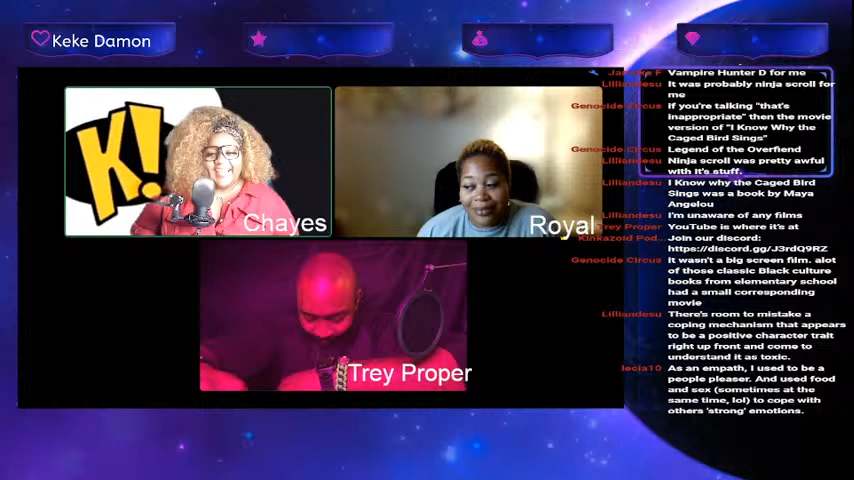 Keke Damon
K!
Chayes
Royal
Trey Proper
Vampire Hunter D for me
Lilliandesu It was probably ninja scroll for
me
Genocide Circus If you're talking "that's
inappropriate" then the movie
version of "I Know Why the
Caged Bird Sings"
Genocide Circus Legend of the Overfiend
Lilliandesu Ninja scroll was pretty awful
with it's stuff.
Lilliandesu I Know why the Caged Bird
Sings was a book by Maya
Angelou
Lilliandesu I'm unaware of any films
Trey Proper YouTube is where it's at
Kinkazoid Pod... Join our discord:
https://discord.gg/J3rdQ9RZ
Genocide Circus It wasn't a big screen film. alot
of those classic Black culture
books from elementary school
had a small corresponding
movie
Lilliandesu There's room to mistake a
coping mechanism that appears
to be a positive character trait
right up front and come to
understand it as toxic.
lecia10 As an empath, I used to be a
people pleaser. And used food
and sex (sometimes at the
same time, lol) to cope with
others 'strong' emotions.